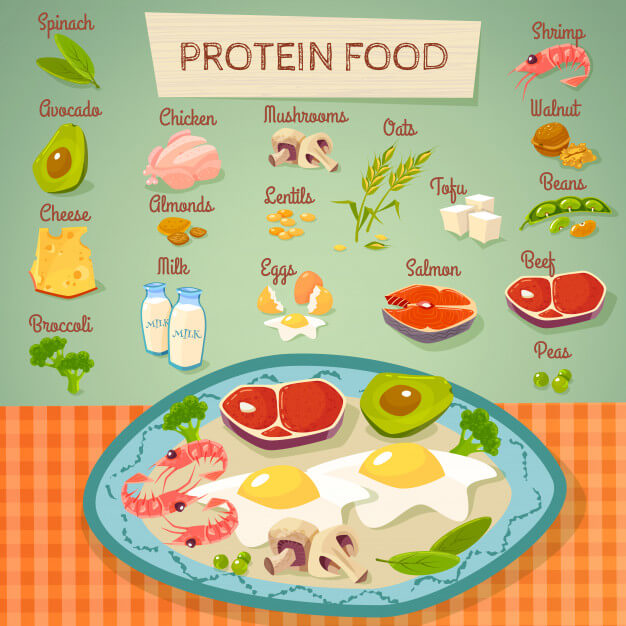 PROTEIN FOOD
Spinach
Shrimp
Avocado
Chicken
Mushrooms
Oats
Walnut
Cheese
Almonds
Lentils
Tofu
Beans
Milk
MILK
MILK
Eggs
Salmon
Beef
Broccoli
Peas